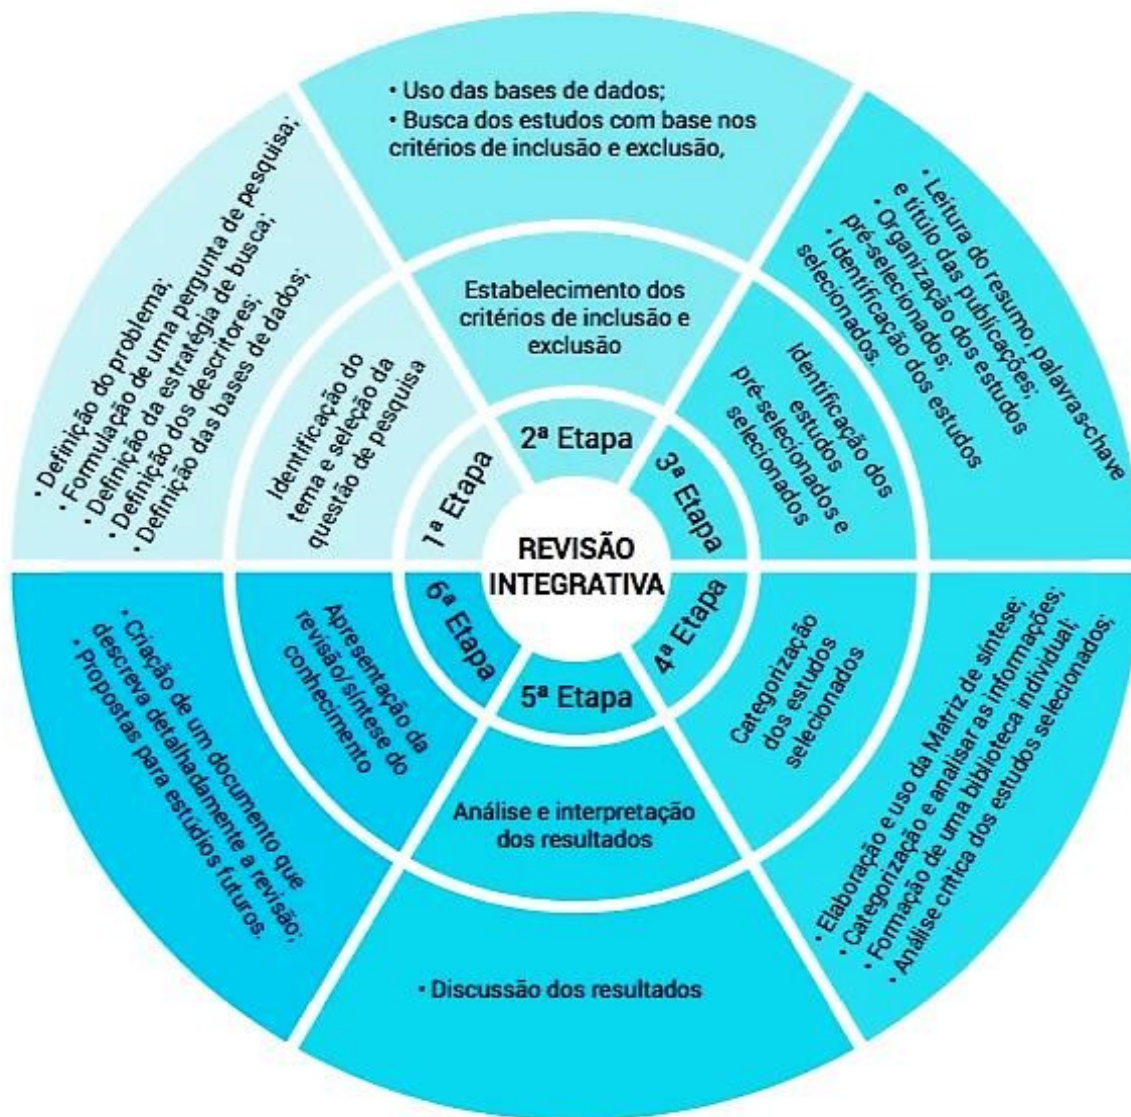 REVISÃO
INTEGRATIVA
1ª Etapa
Identificação do
tema e seleção da
questão de pesquisa
• Definição do problema;
• Formulação de uma pergunta de pesquisa;
• Definição da estratégia de busca;
• Definição dos descritores;
• Definição das bases de dados;
2ª Etapa
Estabelecimento dos
critérios de inclusão e
exclusão
• Uso das bases de dados;
• Busca dos estudos com base nos
critérios de inclusão e exclusão,
3ª Etapa
Identificação dos
estudos
pré-selecionados e
selecionados
• Leitura do resumo, palavras-chave
e títúlo das publicações;
• Organização dos estudos
pré-selecionados;
• Identificação dos estudos
selecionados.
4ª Etapa
Categorização
dos estudos
selecionados
• Elaboração e uso da Matriz de síntese;
• Categorização e analisar as informações;
• Formação de uma biblioteca individual;
• Análise crítica dos estudos selecionados;
5ª Etapa
Análise e interpretação
dos resultados
• Discussão dos resultados
6ª Etapa
Apresentação da
revisão/síntese do
conhecimento
• Criação de um documento que
descreva detalhadamente a revisão;
• Propostas para estúdios futuros.